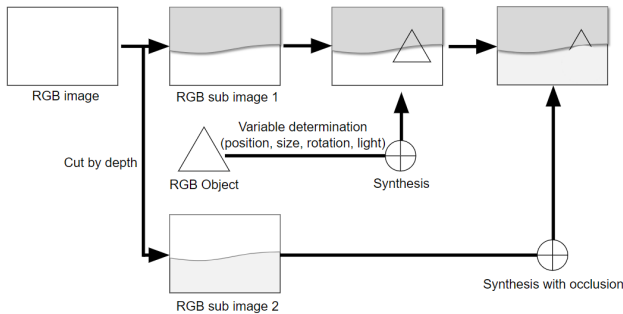 RGB image
RGB sub image 1
Variable determination
(position, size, rotation, light)
Cut by depth
RGB Object
Synthesis
RGB sub image 2
Synthesis with occlusion